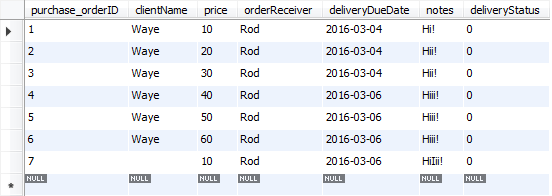 purchase_orderID clientName price orderReceiver deliveryDueDate notes deliveryStatus
1 Waye 10 Rod 2016-03-04 Hi! 0
2 Waye 20 Rod 2016-03-04 Hii! 0
3 Waye 30 Rod 2016-03-04 Hii! 0
4 Waye 40 Rod 2016-03-06 Hiii! 0
5 Waye 50 Rod 2016-03-06 Hiii! 0
6 Waye 60 Rod 2016-03-06 Hiii! 0
7 10 Rod 2016-03-06 HiIii! 0
NULL NULL NULL NULL NULL NULL NULL